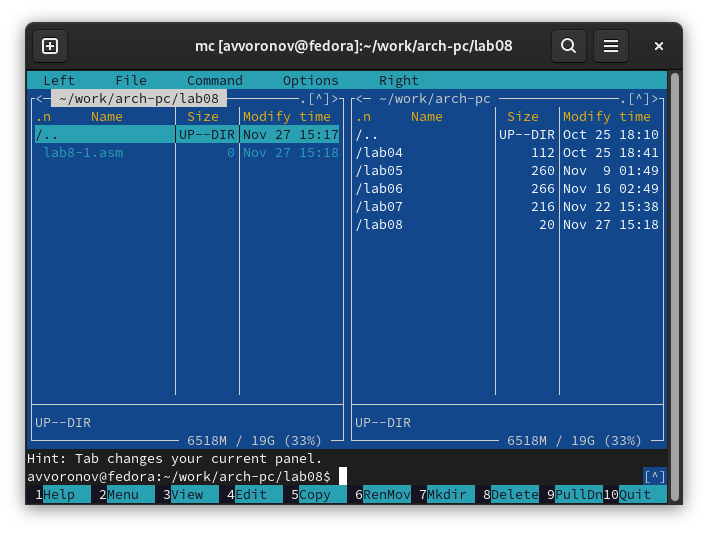 mc [avvoronov@fedora]:~/work/arch-pc/lab08
Left File Command Options Right
<─ ~/work/arch-pc/lab08 ─.[^]> <─ ~/work/arch-pc ─.[^]>
.n Name Size Modify time .n Name Size Modify time
/.. UP--DIR Nov 27 15:17 /.. UP--DIR Oct 25 18:10
lab8-1.asm 0 Nov 27 15:18 /lab04 112 Oct 25 18:41
/lab05 260 Nov 9 01:49
/lab06 266 Nov 16 02:49
/lab07 216 Nov 22 15:38
/lab08 20 Nov 27 15:18
UP--DIR UP--DIR
6518M / 19G (33%) 6518M / 19G (33%)
Hint: Tab changes your current panel.
avvoronov@fedora:~/work/arch-pc/lab08$ [^]
1Help 2Menu 3View 4Edit 5Copy 6RenMov 7Mkdir 8Delete 9PullDn 10Quit